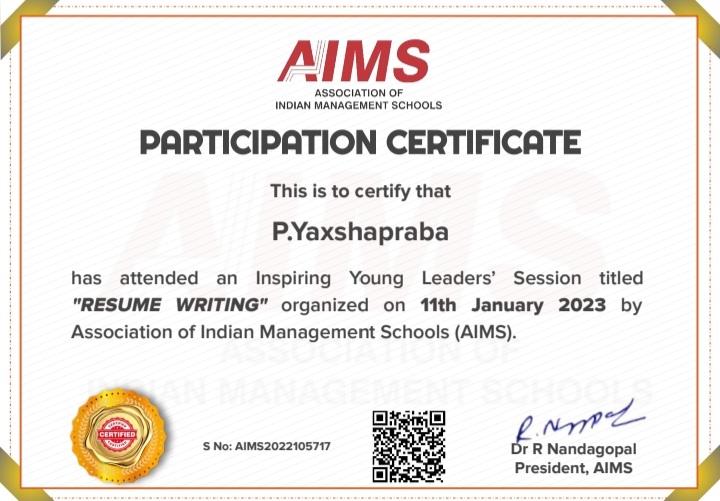 AIMS
ASSOCIATION OF
INDIAN MANAGEMENT SCHOOLS
PARTICIPATION CERTIFICATE
This is to certify that
P.Yaxshapraba
has attended an Inspiring Young Leaders' Session titled
"RESUME WRITING" organized on 11th January 2023 by
Association of Indian Management Schools (AIMS).
AIMS
ASSOCIATION OF
INDIAN MANAGEMENT SCHOOLS
CERTIFIED
S No: AIMS2022105717
Dr R Nandagopal
President, AIMS